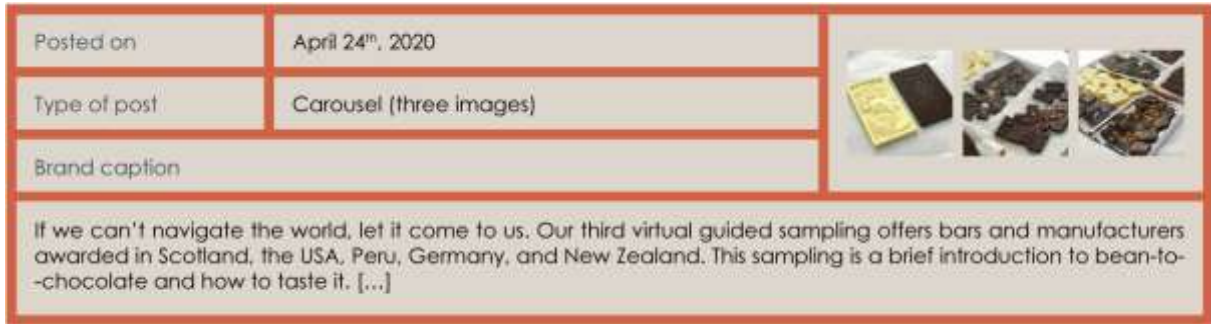 Posted on
April 24th, 2020
Type of post
Carousel (three images)
Brand caption
If we can't navigate the world, let it come to us. Our third virtual guided sampling offers bars and manufacturers
awarded in Scotland, the USA, Peru, Germany, and New Zealand. This sampling is a brief introduction to bean-to-
-chocolate and how to taste it. [...]